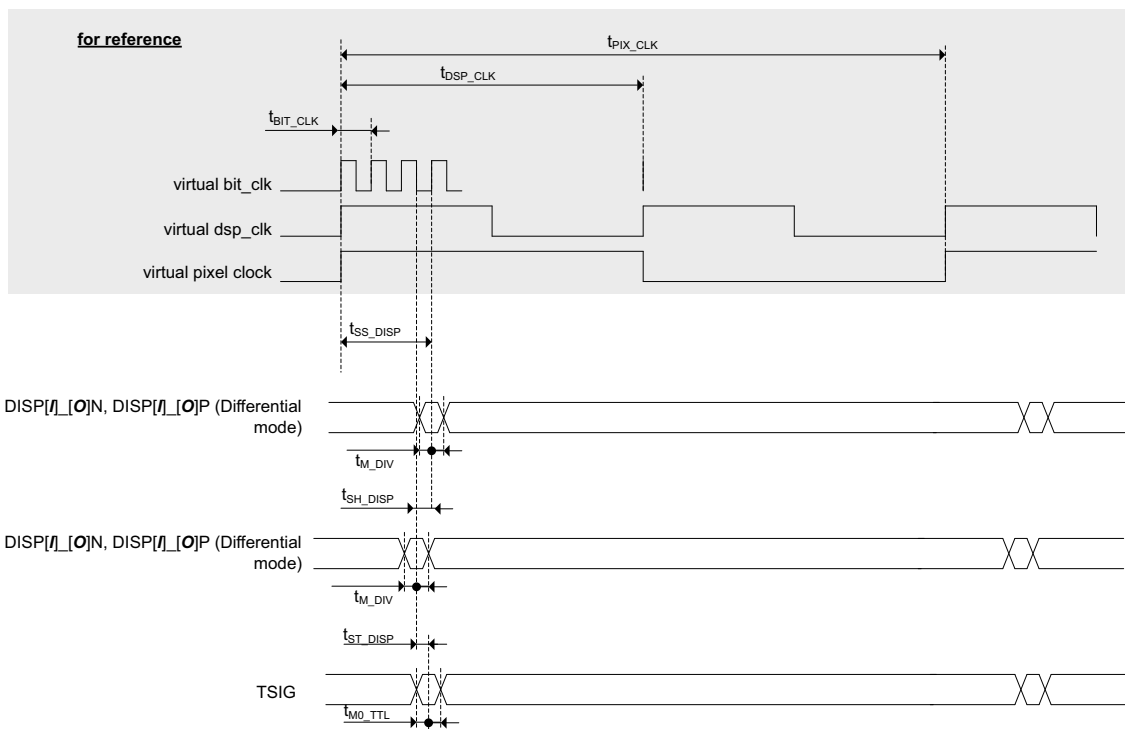 for reference
tPIX_CLK
tDSP_CLK
tBIT_CLK
virtual bit_clk
virtual dsp_clk
virtual pixel clock
tSS_DISP
DISP[I]_[O]N, DISP[I]_[O]P (Differential
mode)
tM_DIV
tSH_DISP
DISP[I]_[O]N, DISP[I]_[O]P (Differential
mode)
tM_DIV
tST_DISP
TSIG
tM0_TTL